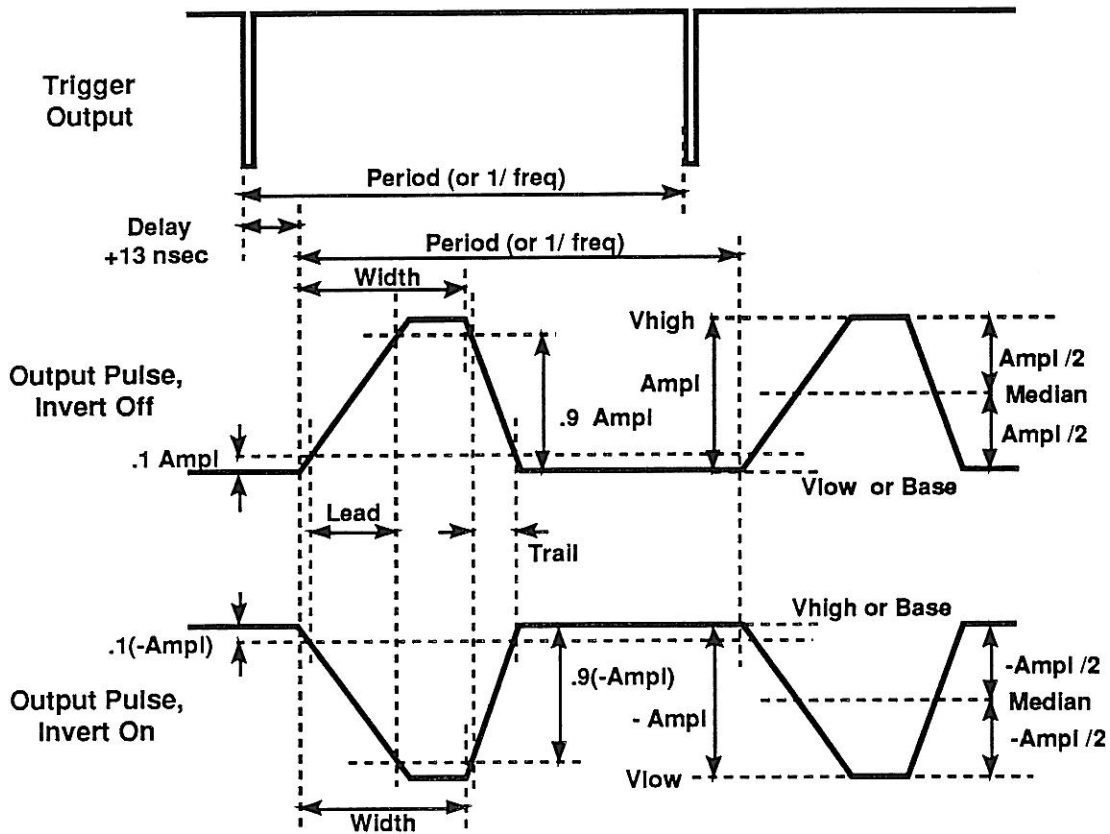 Trigger
Output
Period (or 1/ freq)
Delay
+13 nsec
Period (or 1/ freq)
Width
Vhigh
Ampl /2
Output Pulse,
Invert Off
Ampl
Median
.9 Ampl
Ampl /2
.1 Ampl
Vlow or Base
Lead
Trail
Vhigh or Base
.1(-Ampl)
.9(-Ampl)
-Ampl /2
Output Pulse,
Invert On
- Ampl
Median
-Ampl /2
Vlow
Width